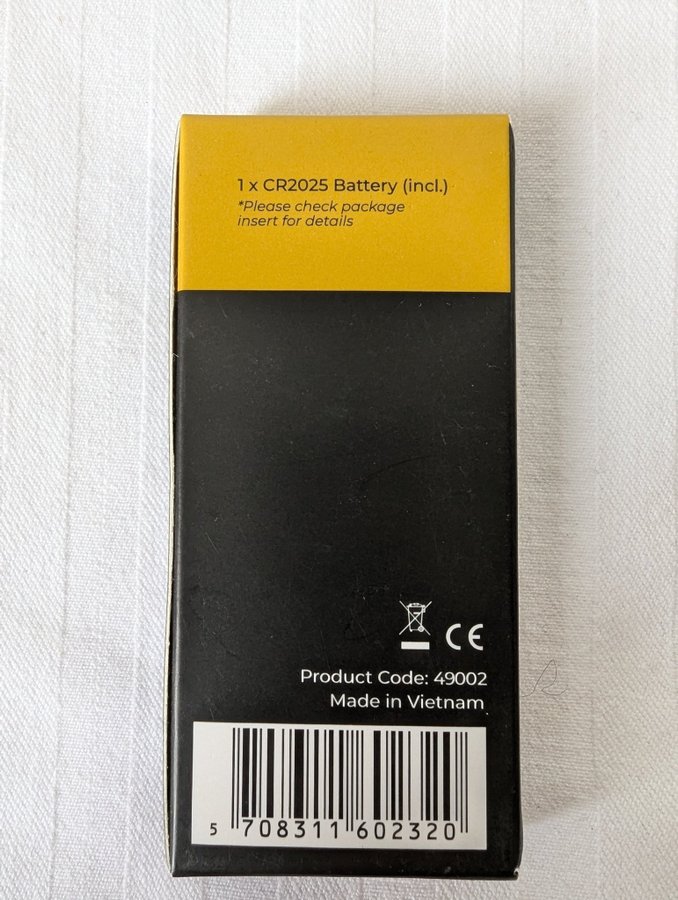 1 x CR2025 Battery (incl.)
*Please check package
insert for details
CE
Product Code: 49002
Made in Vietnam
5 708311 602320